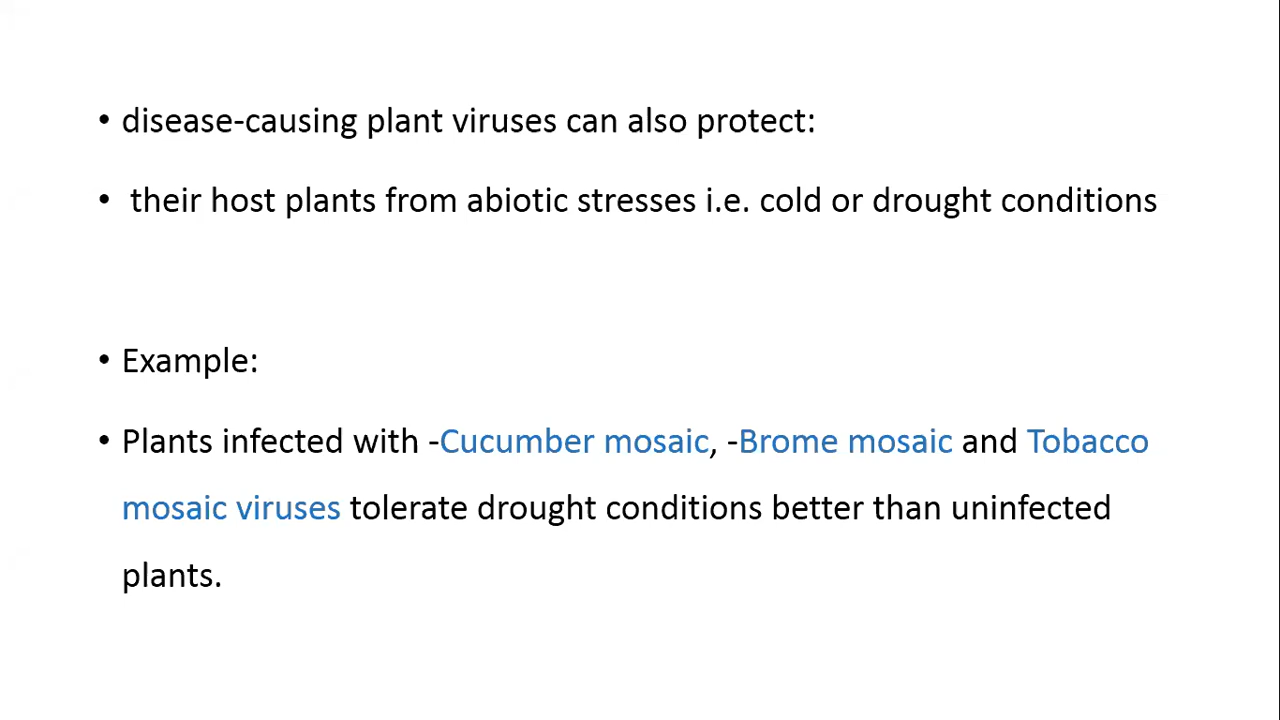 • disease-causing plant viruses can also protect:
• their host plants from abiotic stresses i.e. cold or drought conditions
• Example:
• Plants infected with -Cucumber mosaic, -Brome mosaic and Tobacco
mosaic viruses tolerate drought conditions better than uninfected
plants.